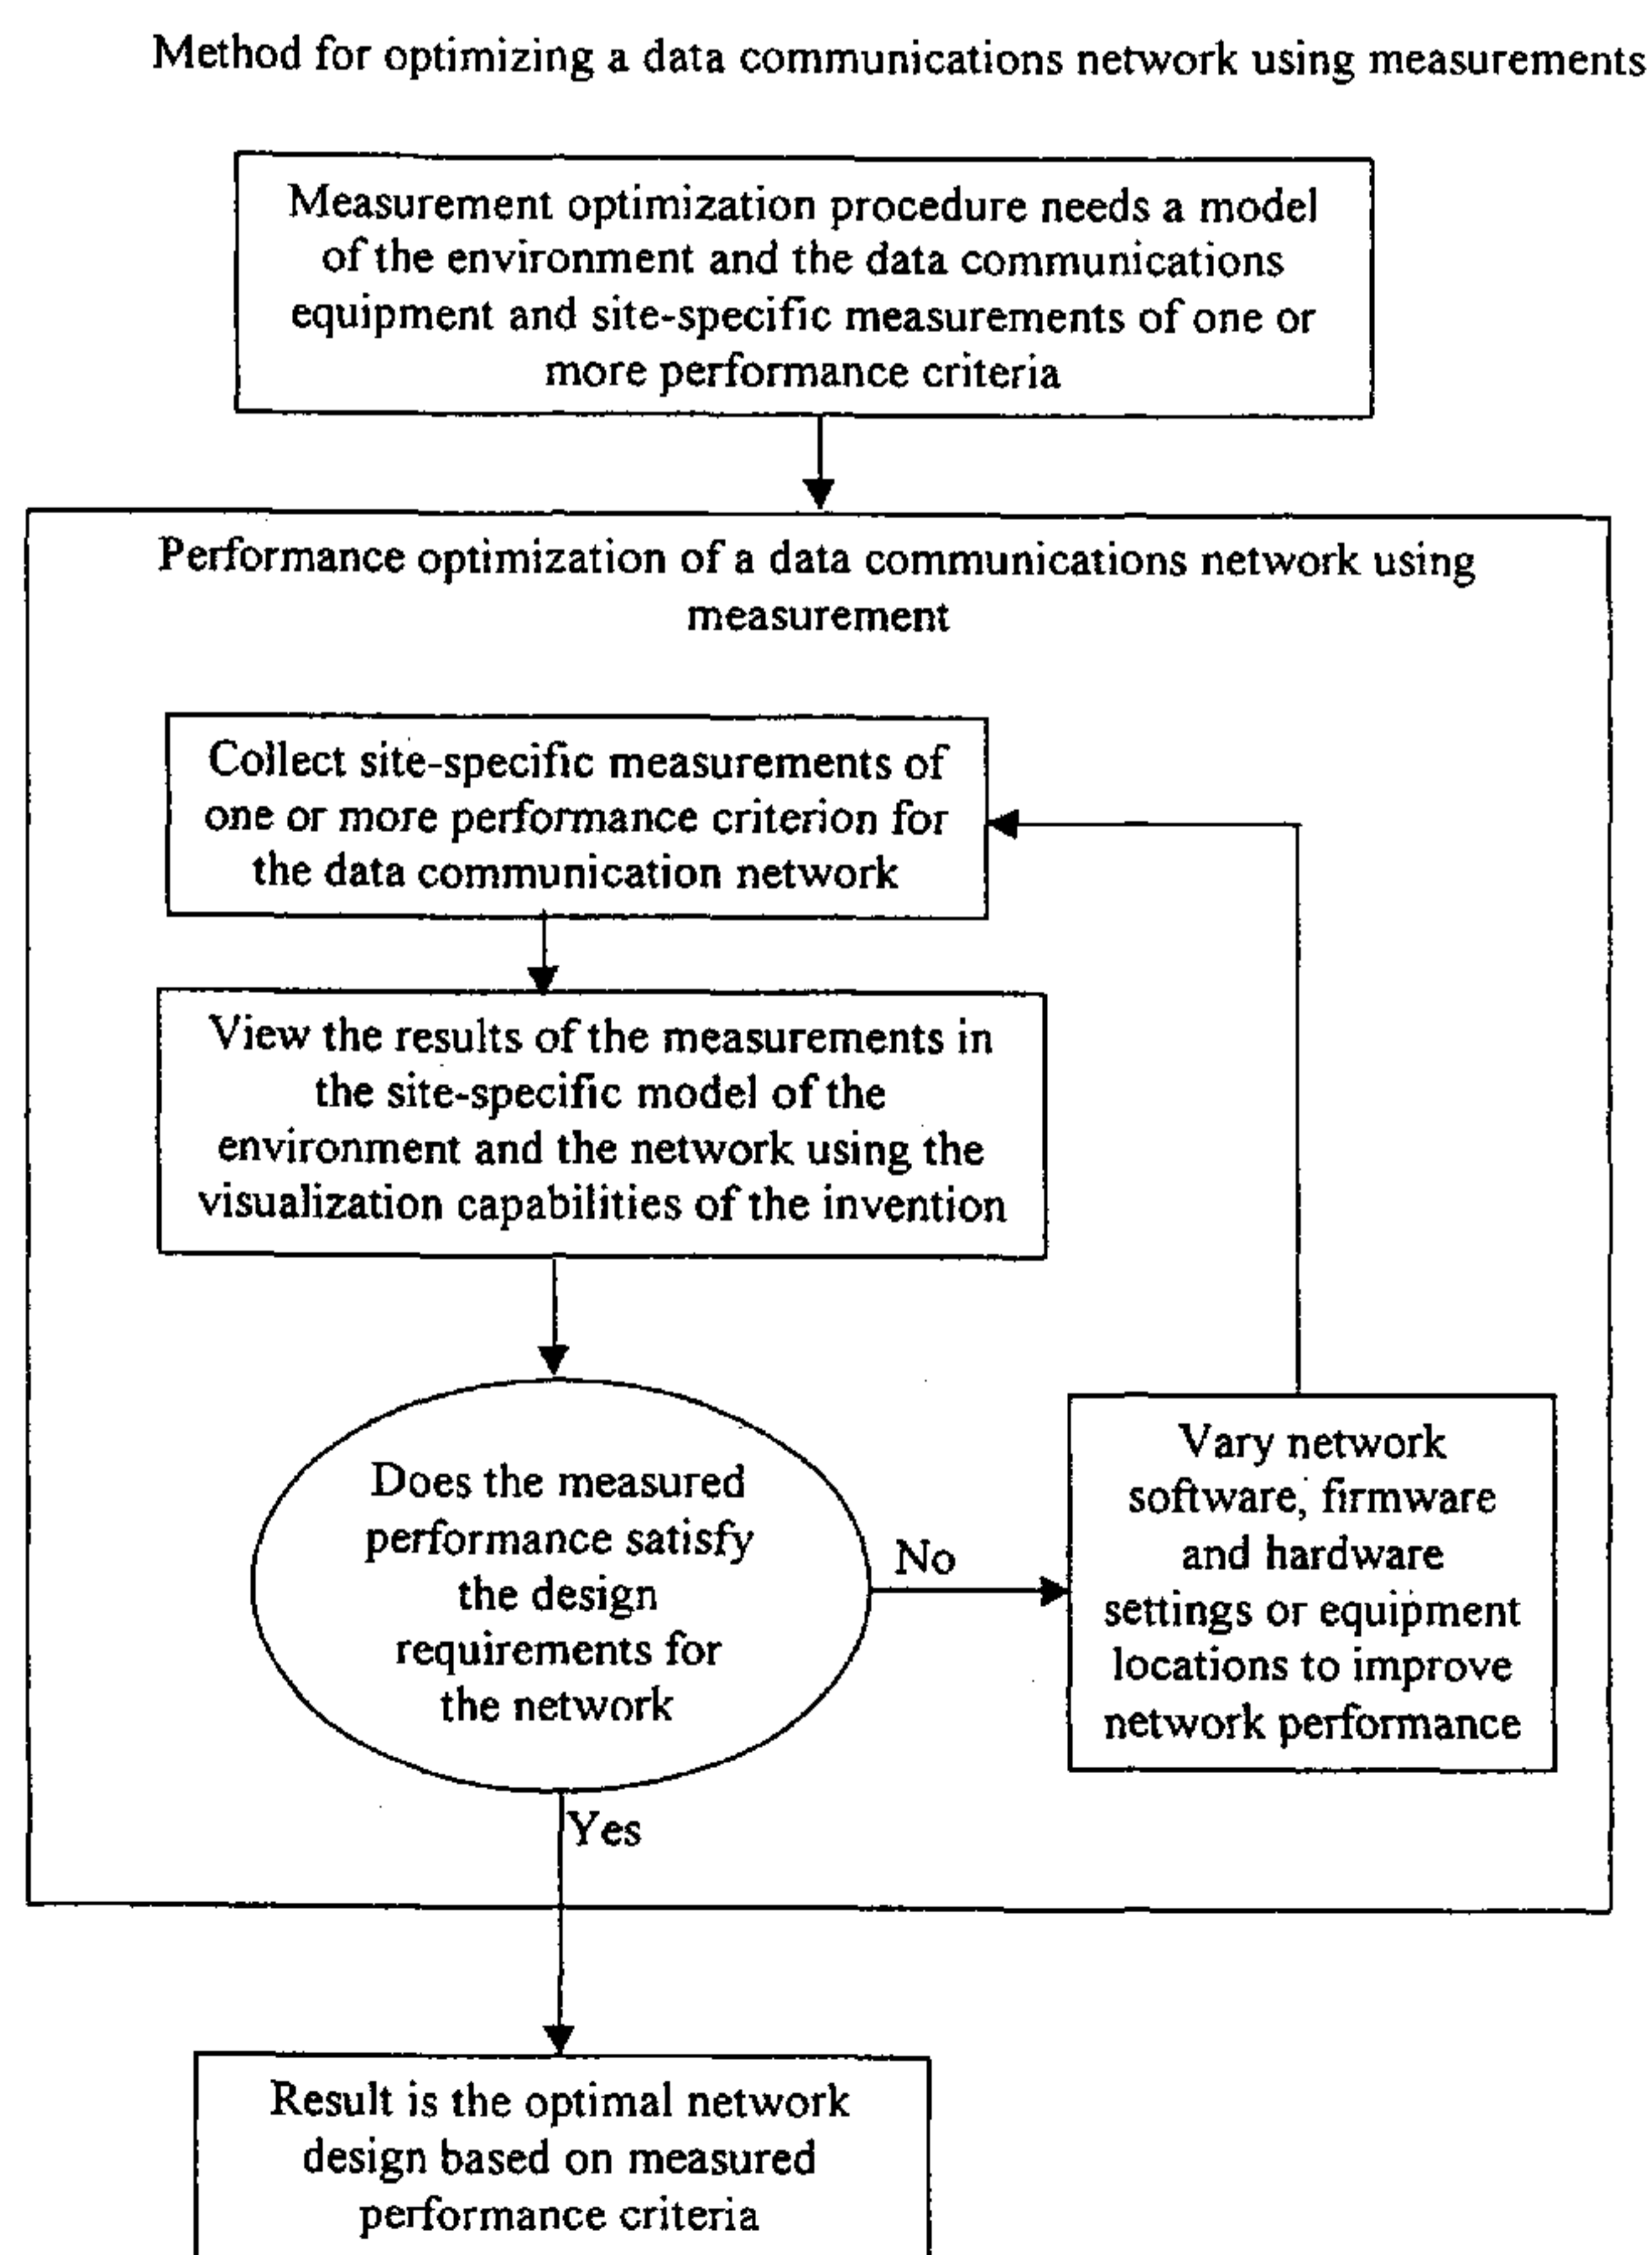 Method for optimizing a data communications network using measurements
Measurement optimization procedure needs a model
of the environment and the data communications
equipment and site-specific measurements of one or
more performance criteria
Performance optimization of a data communications network using
measurement
Collect site-specific measurements of
one or more performance criterion for
the data communication network
View the results of the measurements in
the site-specific model of the
environment and the network using the
visualization capabilities of the invention
Does the measured
performance satisfy
the design
requirements for
the network
No
Vary network
software, firmware
and hardware
settings or equipment
locations to improve
network performance
Yes
Result is the optimal network
design based on measured
performance criteria